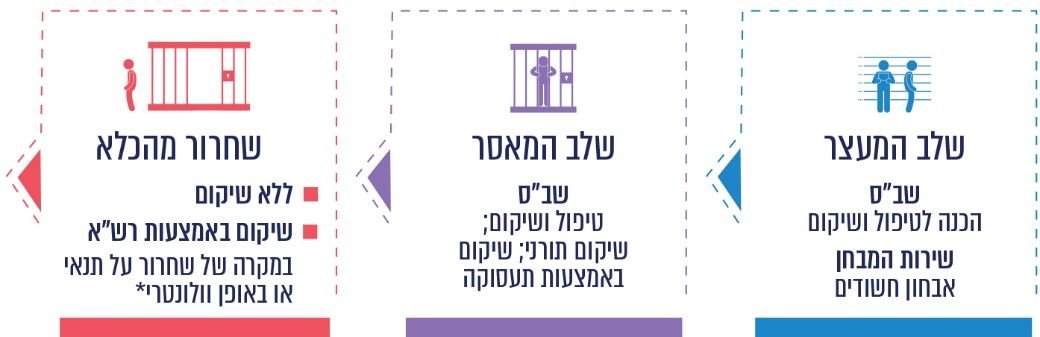 שלב המעצר
שב"ס
הכנה לטיפול ושיקום
שירות המבחן
אבחון חשודים
שלב המאסר
שב"ס
טיפול ושיקום;
שיקום תורני; שיקום
באמצעות תעסוקה
שחרור מהכלא
ללא שיקום
שיקום באמצעות רש"א
במקרה של שחרור על תנאי
או באופן וולונטרי*